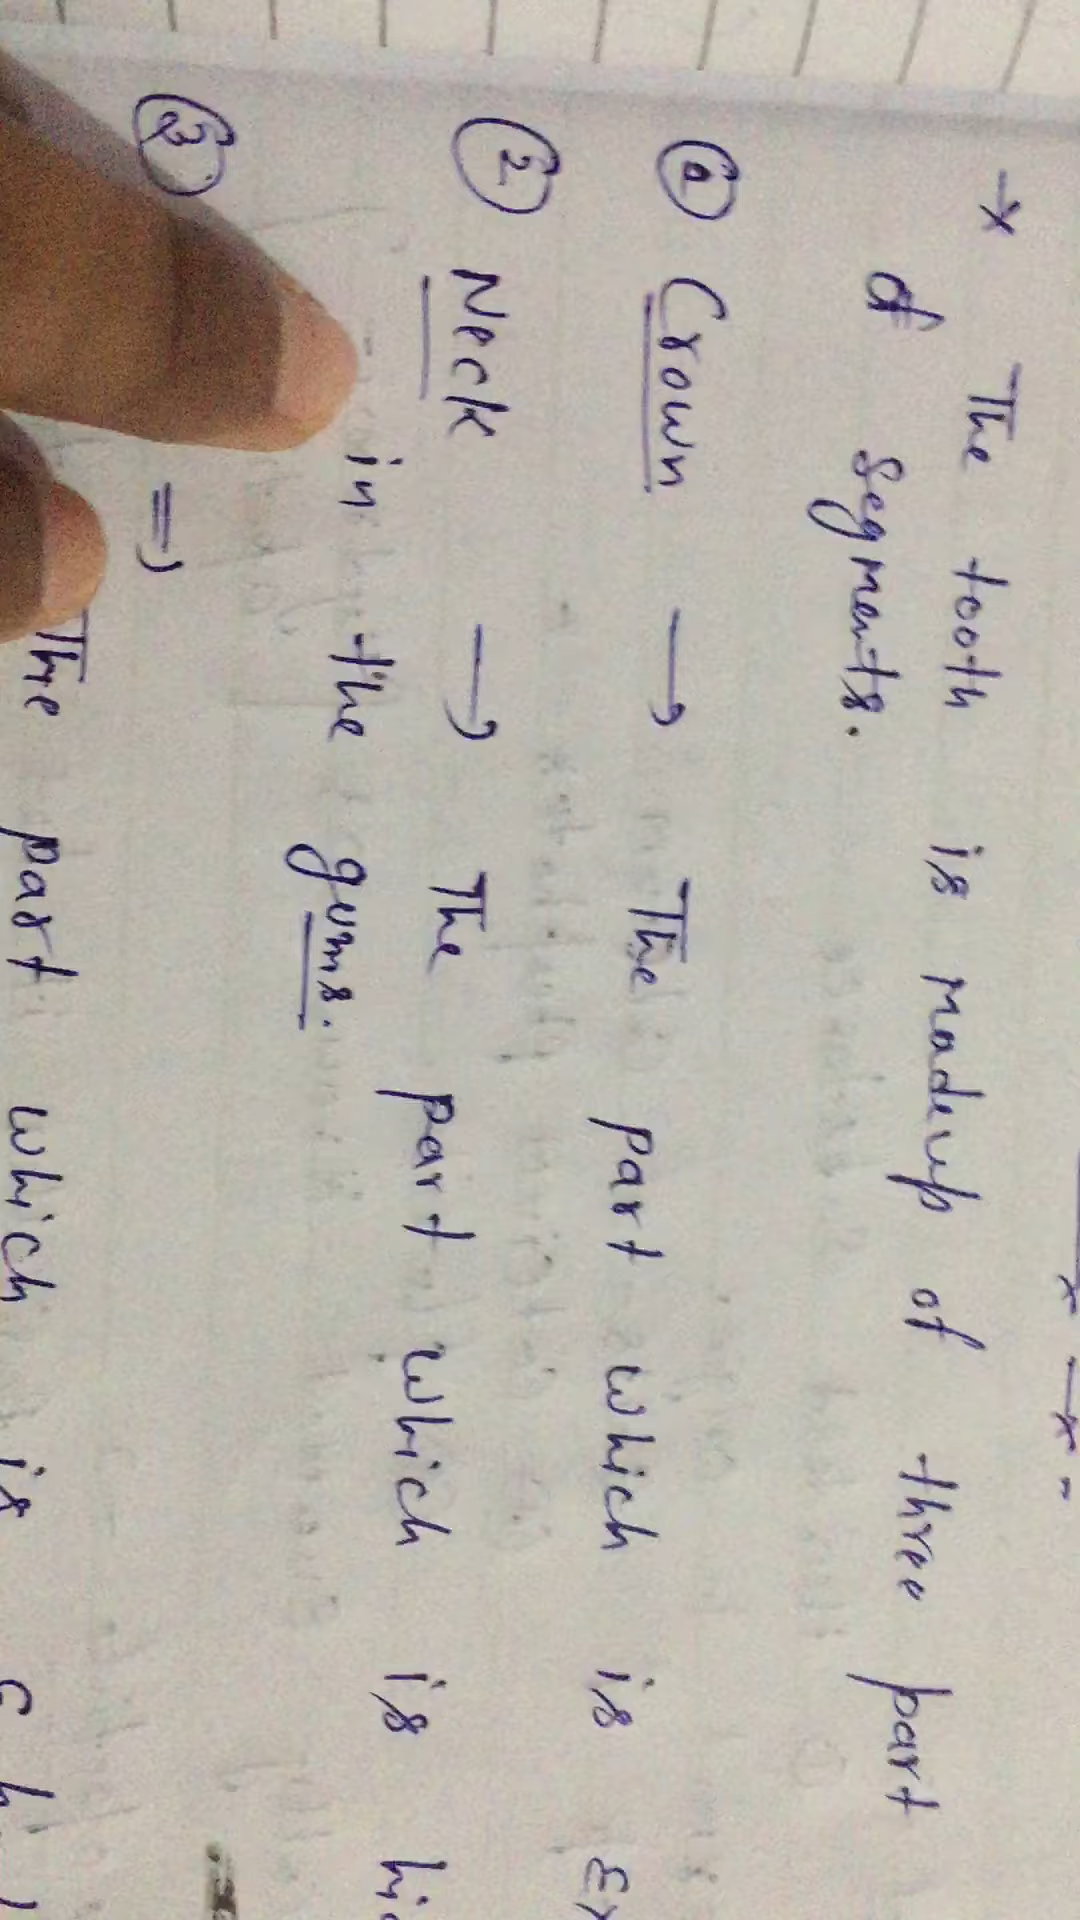 → The tooth is madeup of three part
of segments.
① Crown → The part which is
② Neck → The part which is
in the gums.
③ ⇒
The part which is